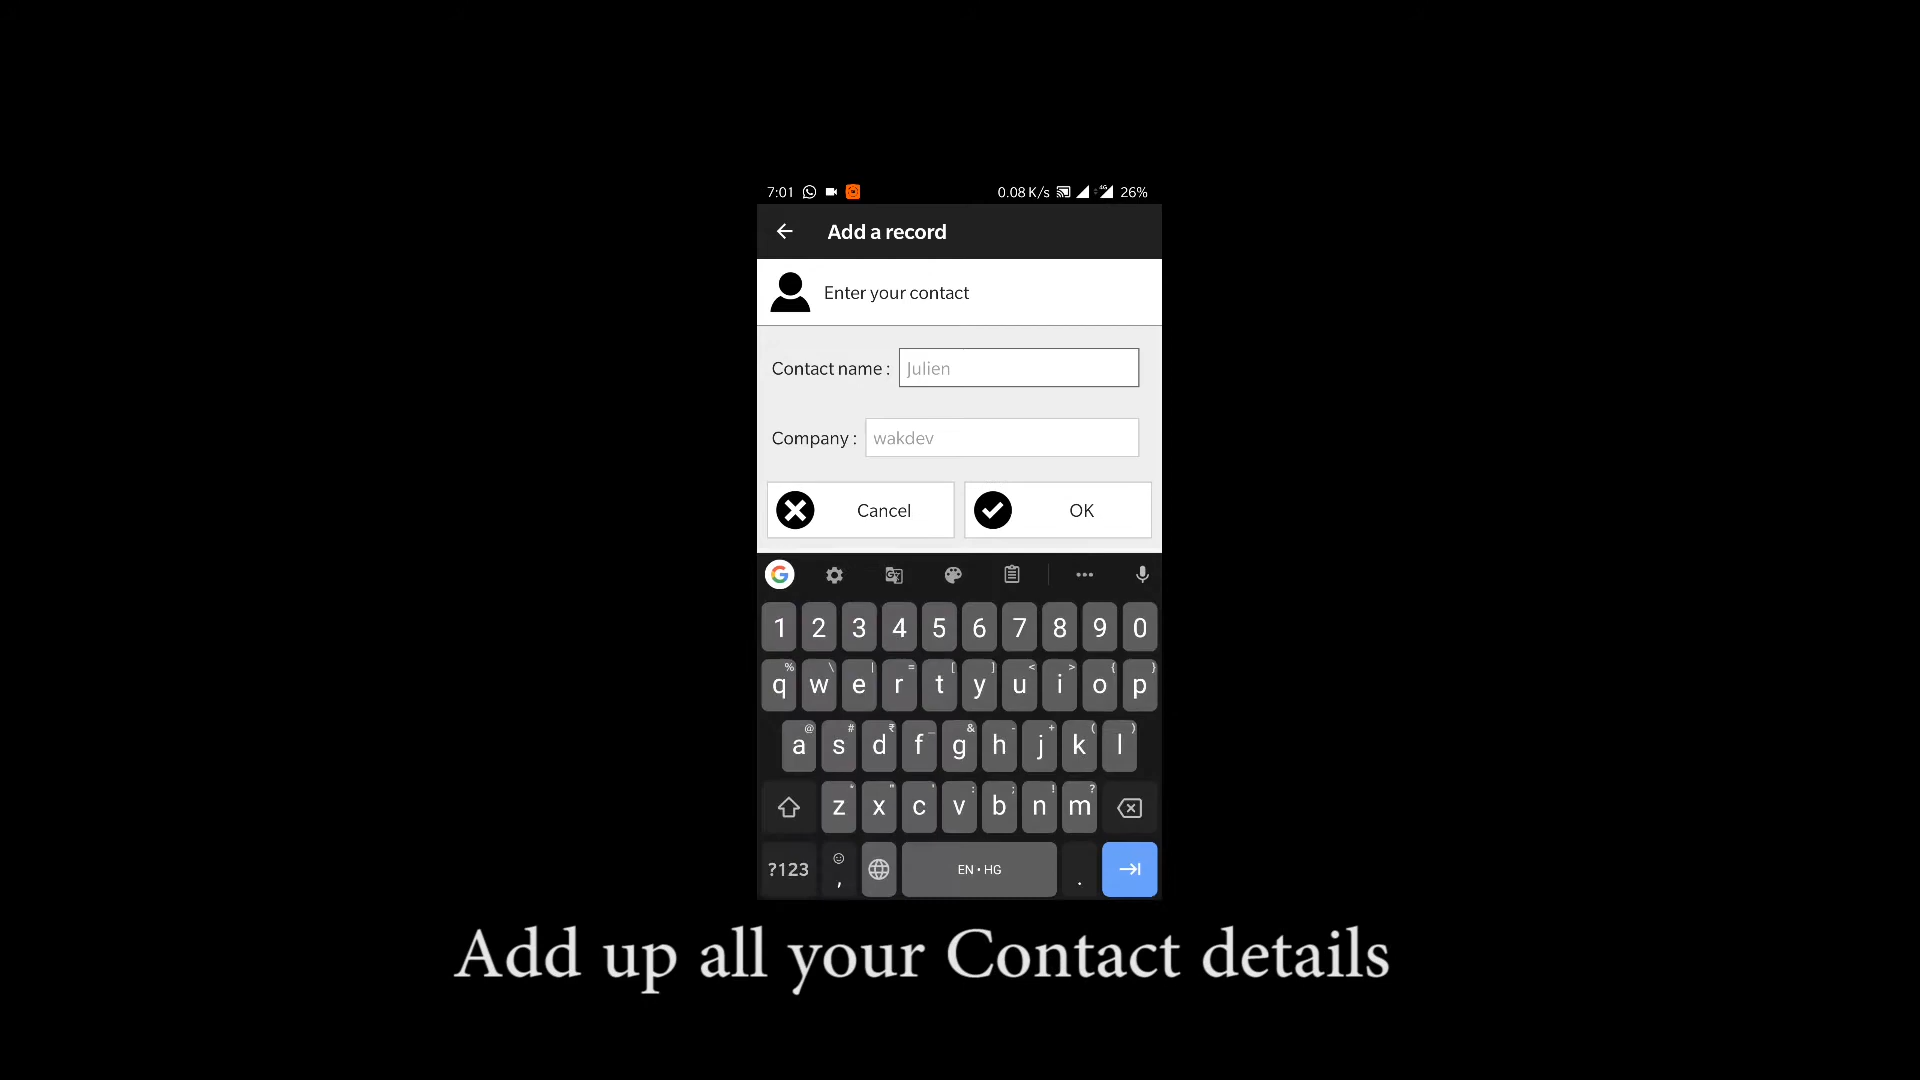 7:01 0.08 K/s 4G 26%
Add a record
Enter your contact
Contact name : Julien
Company : wakdev
Cancel OK
1 2 3 4 5 6 7 8 9 0
% \ | = [ ] < > { }
q w e r t y u i o p
@ # ₹ _ & - + ( )
a s d f g h j k l
* " ' : ; ! ?
z x c v b n m
?123 , EN • HG .
Add up all your Contact details